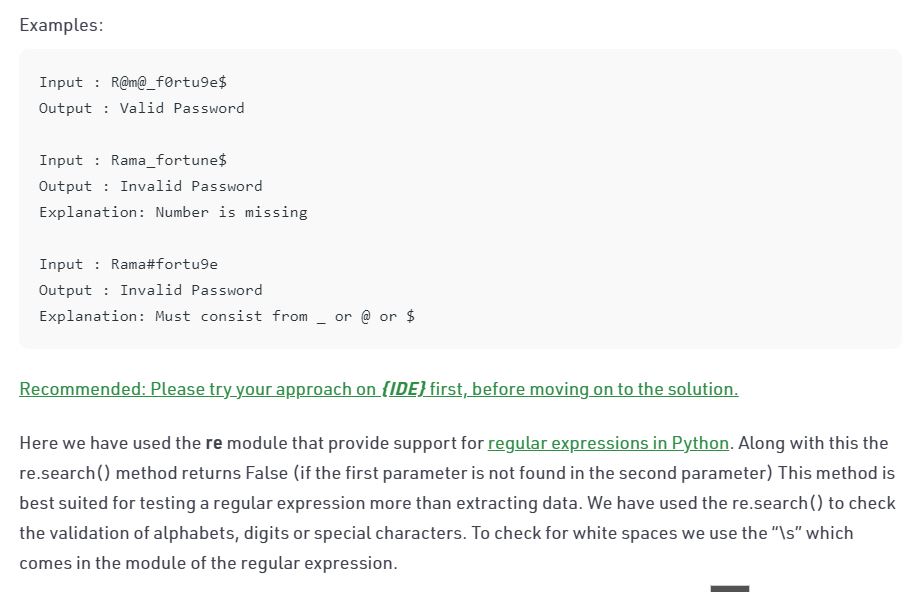 Examples:
Input : R@m@_f0rtu9e$
Output : Valid Password
Input : Rama_fortune$
Output : Invalid Password
Explanation: Number is missing
Input : Rama#fortu9e
Output : Invalid Password
Explanation: Must consist from _ or @ or $
Recommended: Please try your approach on {IDE} first, before moving on to the solution.
Here we have used the re module that provide support for regular expressions in Python. Along with this the
re.search() method returns False (if the first parameter is not found in the second parameter) This method is
best suited for testing a regular expression more than extracting data. We have used the re.search() to check
the validation of alphabets, digits or special characters. To check for white spaces we use the “\s” which
comes in the module of the regular expression.